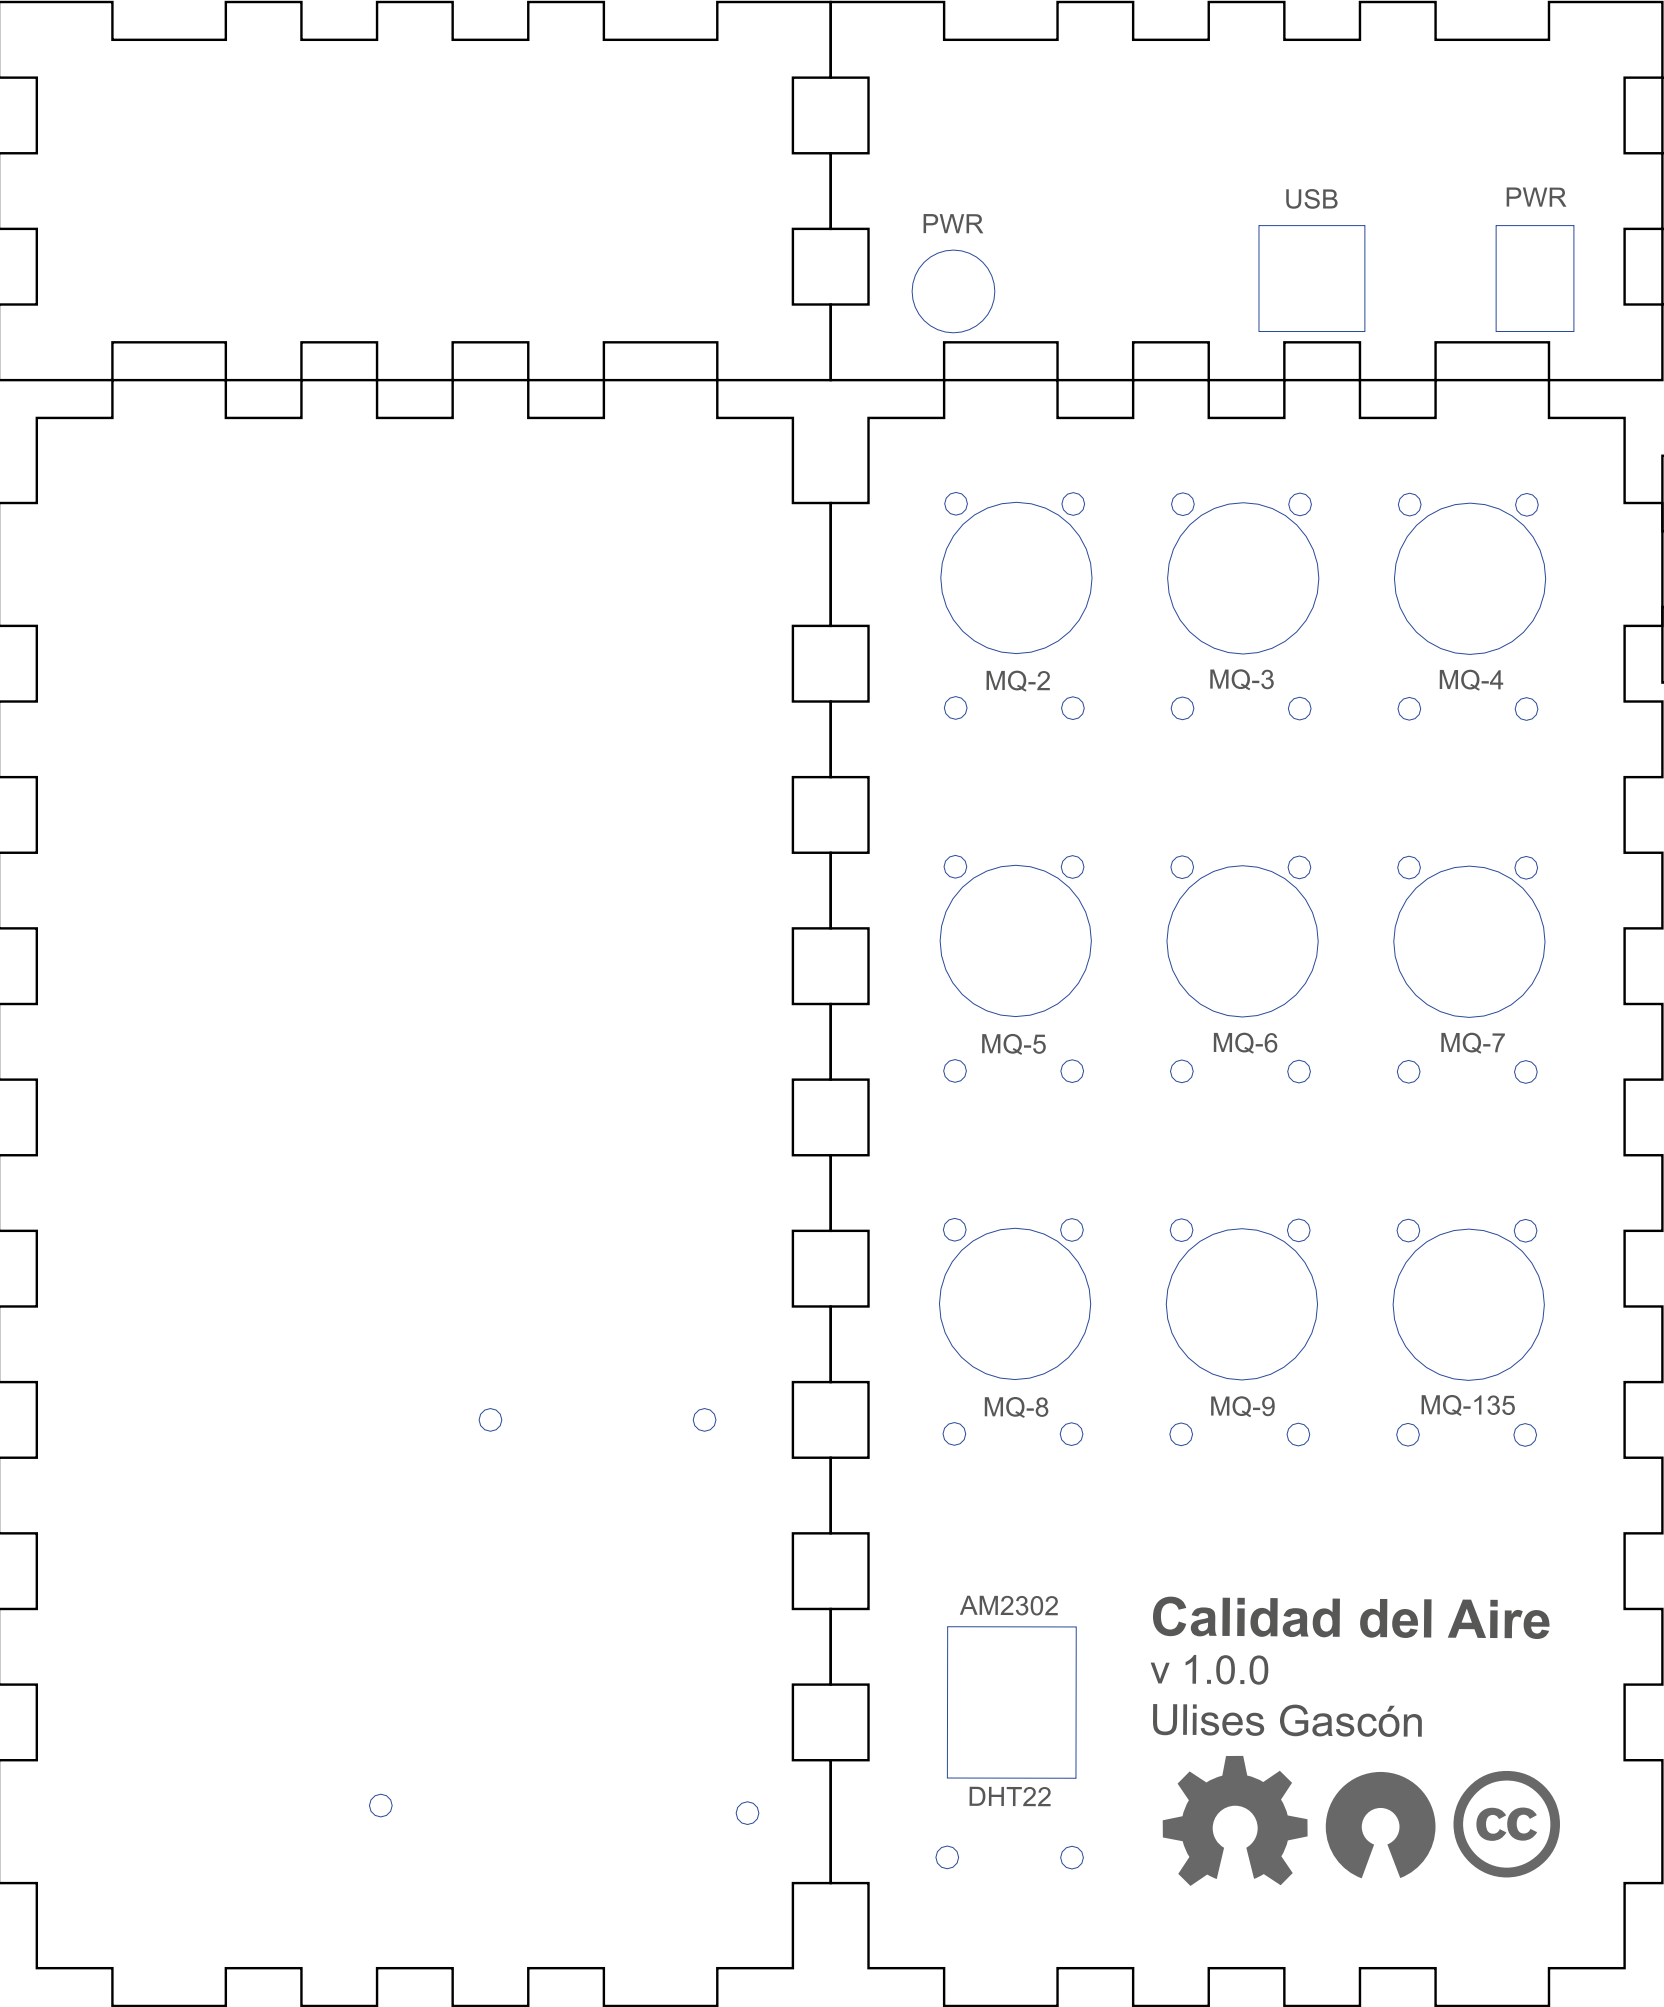 PWR
USB
PWR
MQ-2
MQ-3
MQ-4
MQ-5
MQ-6
MQ-7
MQ-8
MQ-9
MQ-135
AM2302
DHT22
Calidad del Aire
v 1.0.0
Ulises Gascón
cc